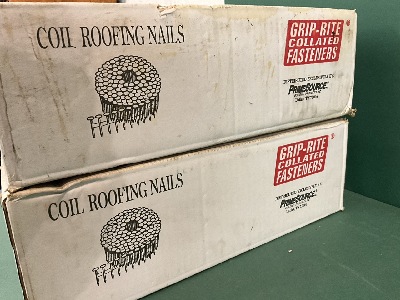 COIL ROOFING NAILS
GRIP-RITE
COLLATED
FASTENERS
PRIMESOURCE
COIL ROOFING NAILS
GRIP-RITE
COLLATED
FASTENERS
PRIMESOURCE